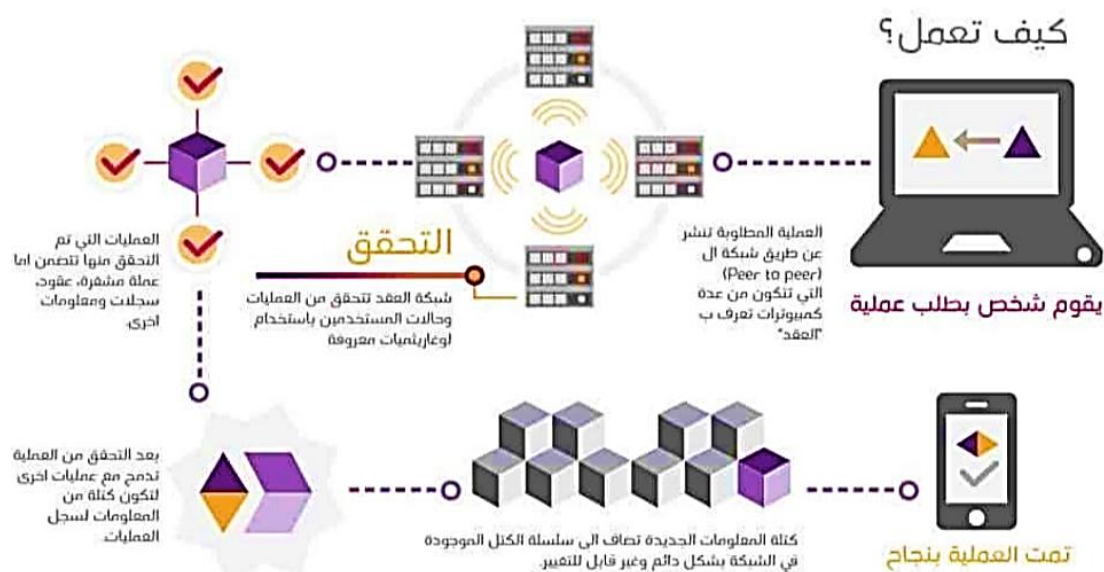 كيف تعمل؟
يقوم شخص بطلب عملية
العملية المطلوبة تنشر
عن طريق شبكة ال
(Peer to peer)
التي تتكون من عدة
كمبيوترات تعرف ب
"العقد"
التحقق
شبكة العقد تتحقق من العمليات
وحالات المستخدمين باستخدام
لوغاريثميات معروفة
العمليات التي تم
التحقق منها تتضمن اما
عملة مشفرة، عقود،
سجلات ومعلومات
اخرى.
بعد التحقق من العملية
تدمج مع عمليات اخرى
لتكون كتلة من
المعلومات لسجل
العمليات.
كتلة المعلومات الجديدة تضاف الى سلسلة الكتل الموجودة
في الشبكة بشكل دائم وغير قابل للتغيير.
تمت العملية بنجاح